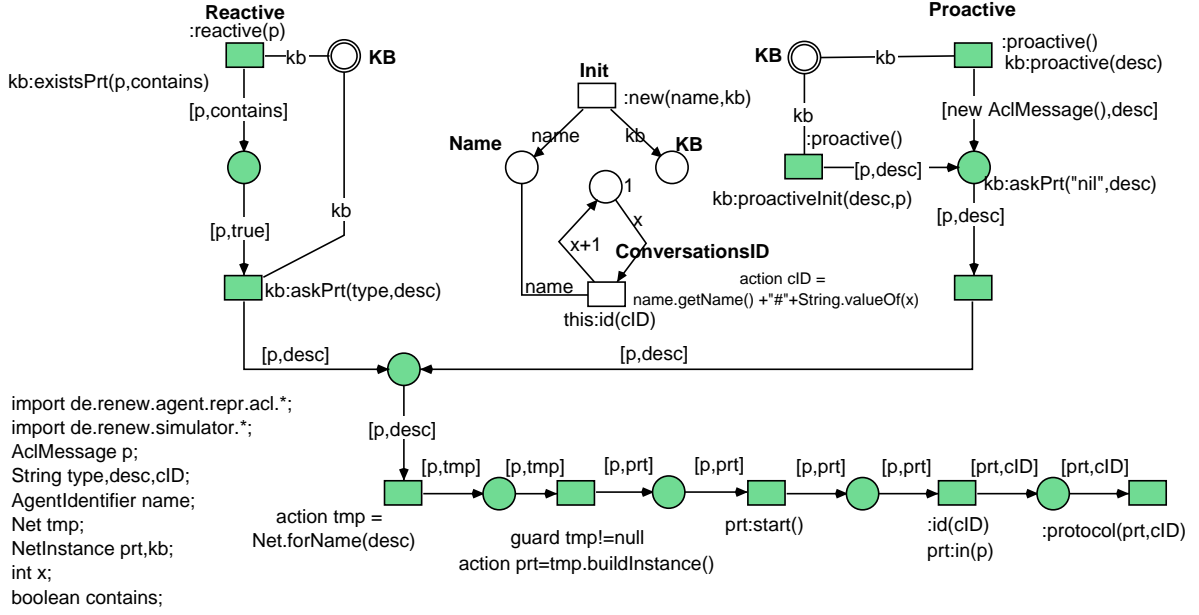 Reactive
:reactive(p)
kb
KB
kb:existsPrt(p,contains)
[p,contains]
kb
[p,true]
kb:askPrt(type,desc)
Init
:new(name,kb)
name
kb
Name
KB
1
x
x+1
ConversationsID
name
action cID =
name.getName() +"#"+String.valueOf(x)
this:id(cID)
Proactive
KB
kb
:proactive()
kb:proactive(desc)
kb
[new AclMessage(),desc]
:proactive()
[p,desc]
kb:proactiveInit(desc,p)
kb:askPrt("nil",desc)
[p,desc]
[p,desc]
[p,desc]
[p,desc]
import de.renew.agent.repr.acl.*;
import de.renew.simulator.*;
AclMessage p;
String type,desc,cID;
AgentIdentifier name;
Net tmp;
NetInstance prt,kb;
int x;
boolean contains;
[p,tmp]
[p,tmp]
[p,prt]
[p,prt]
[p,prt]
[p,prt]
[prt,cID]
[prt,cID]
action tmp =
Net.forName(desc)
guard tmp!=null
action prt=tmp.buildInstance()
prt:start()
:id(cID)
prt:in(p)
:protocol(prt,cID)